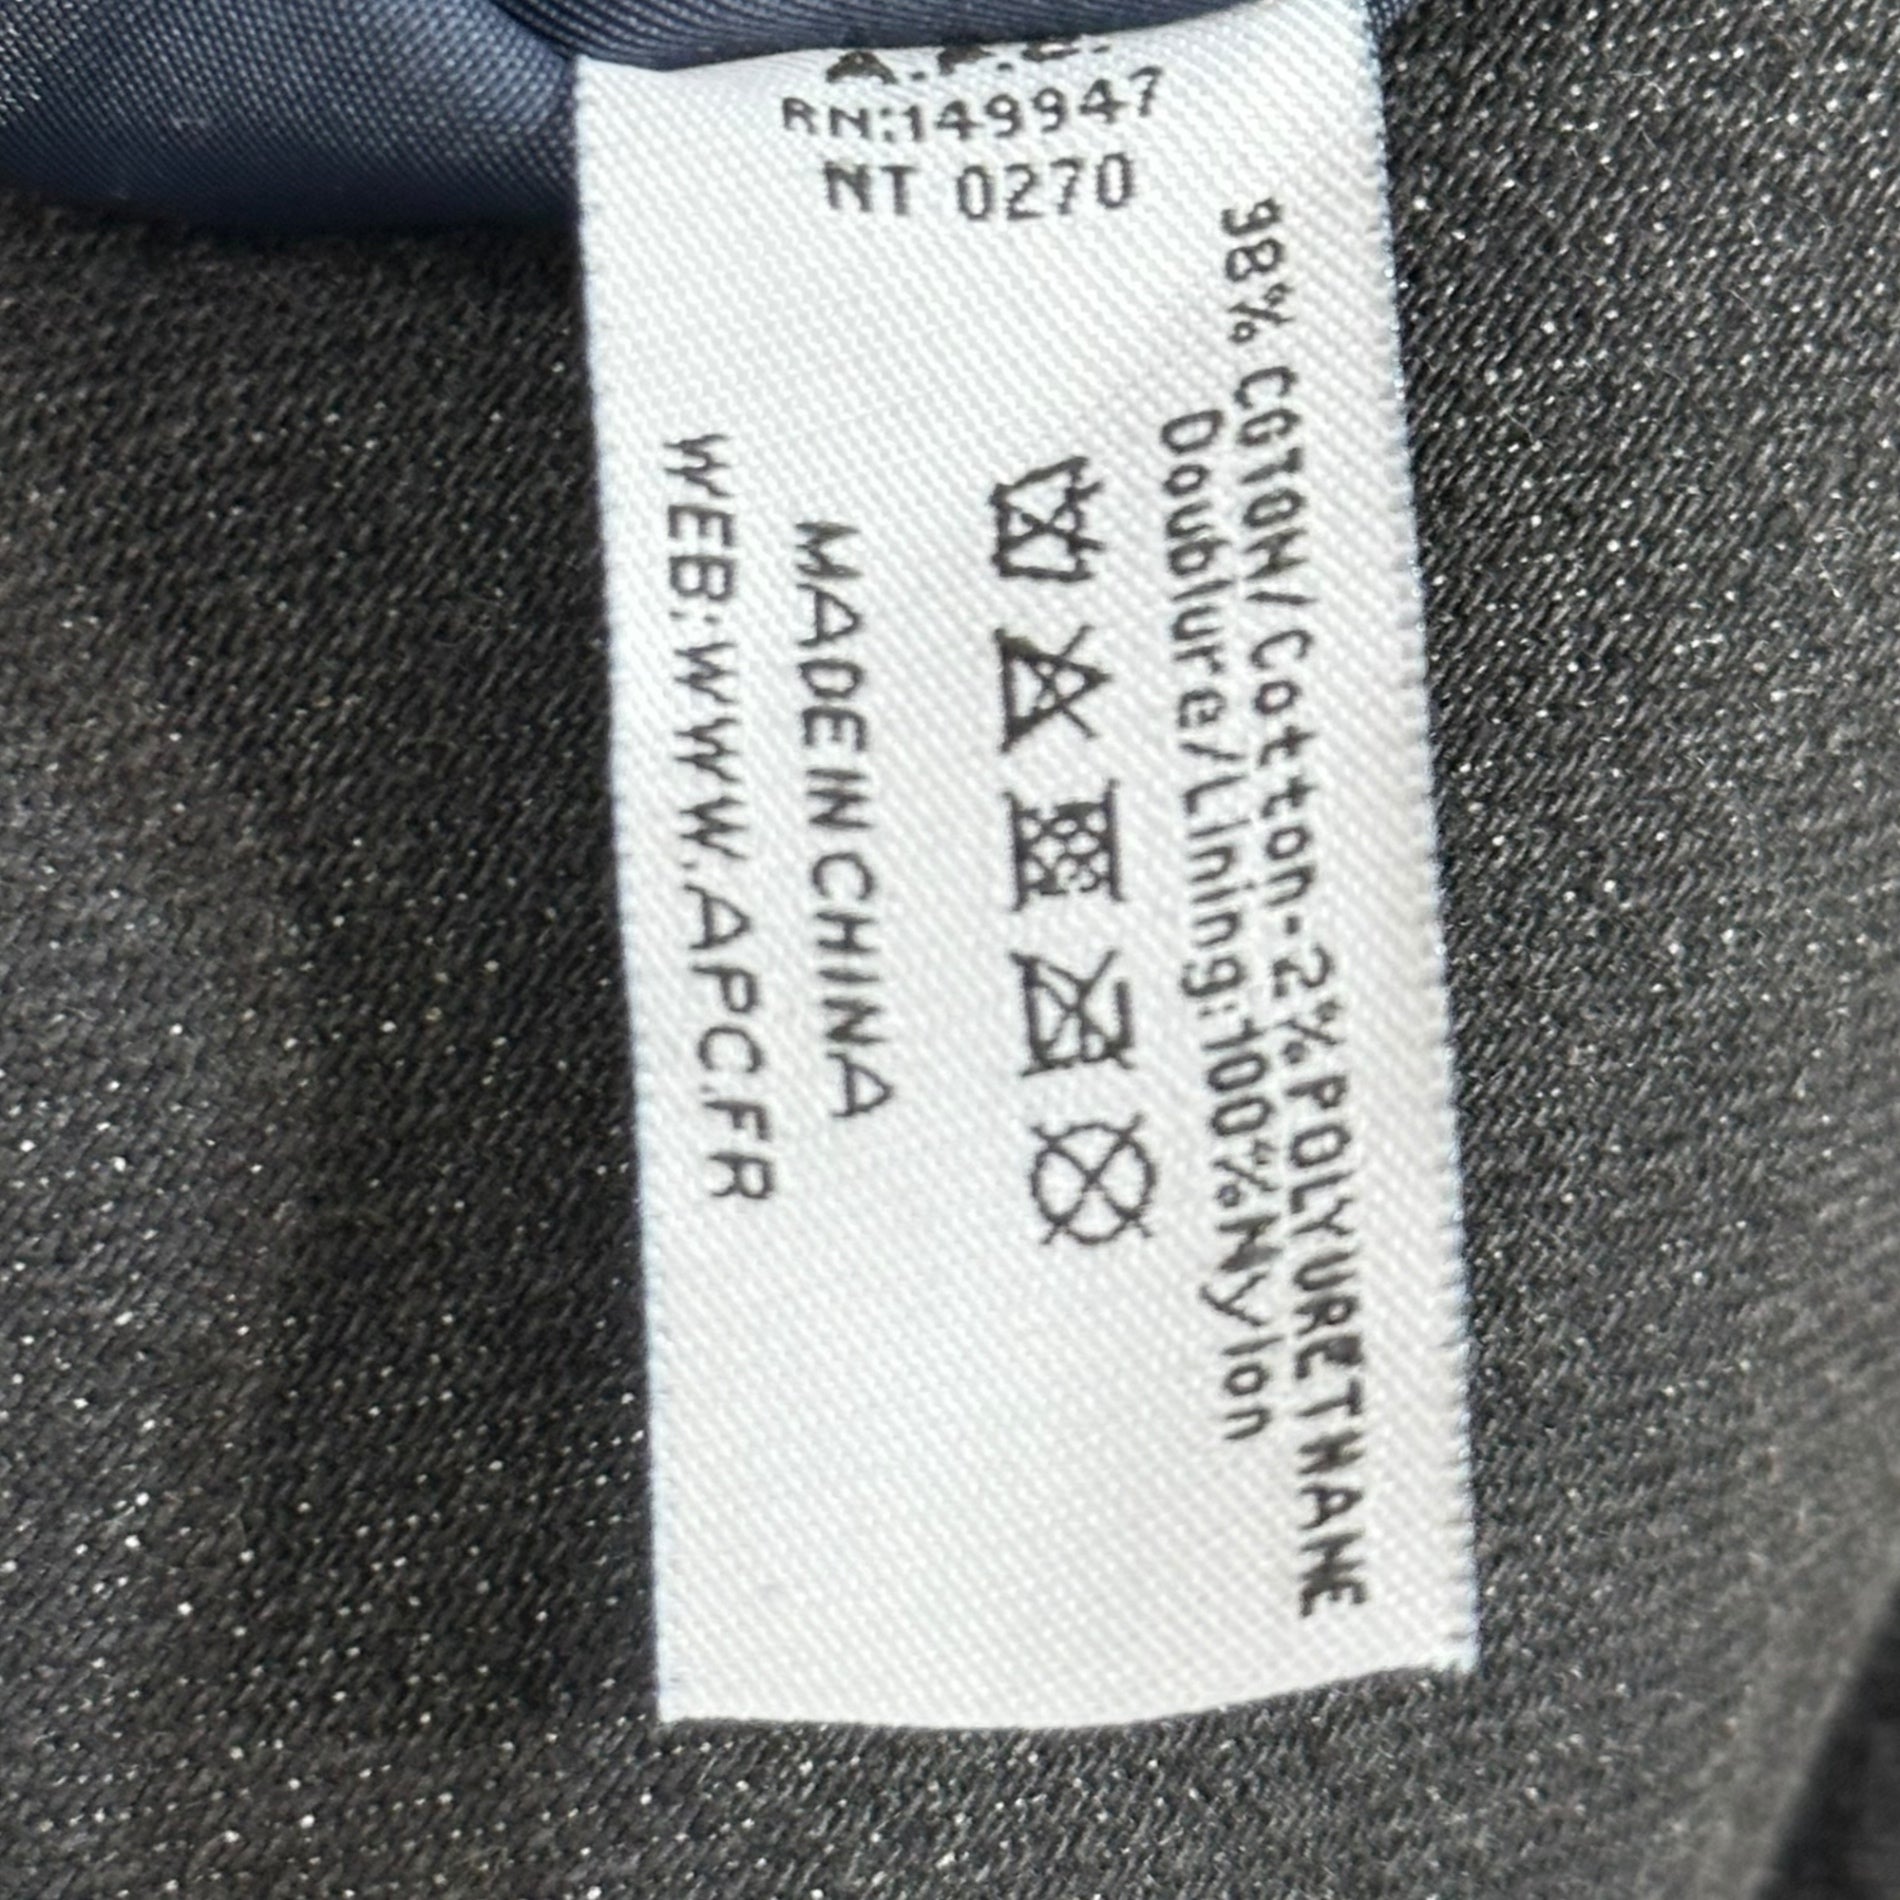 A.P.C.
RN:149947
NT 0270
98% CGTON/Cotton-2%POLYURETHANE
Doublure/Lining:100%Nylon
MADE IN CHINA
WEB:WWW.APC.FR